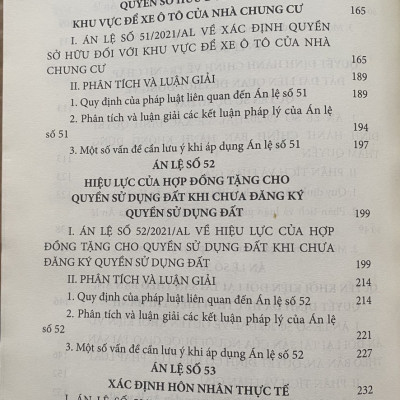 QUYỀN SỞ HỮU ĐỐI
KHU VỰC ĐỂ XE Ô TÔ CỦA NHÀ CHUNG CƯ 165
I. ÁN LỆ SỐ 51/2021/AL VỀ XÁC ĐỊNH QUYỀN
SỞ HỮU ĐỐI VỚI KHU VỰC ĐỂ XE Ô TÔ CỦA NHÀ
CHUNG CƯ 165
II. PHÂN TÍCH VÀ LUẬN GIẢI 189
1. Quy định của pháp luật liên quan đến Án lệ số 51 189
2. Phân tích và luận giải các kết luận pháp lý của Án lệ
số 51 194
3. Một số vấn đề cần lưu ý khi áp dụng Án lệ số 51 197
ÁN LỆ SỐ 52
HIỆU LỰC CỦA HỢP ĐỒNG TẶNG CHO
QUYỀN SỬ DỤNG ĐẤT KHI CHƯA ĐĂNG KÝ
QUYỀN SỬ DỤNG ĐẤT 199
I. ÁN LỆ SỐ 52/2021/AL VỀ HIỆU LỰC CỦA HỢP
ĐỒNG TẶNG CHO QUYỀN SỬ DỤNG ĐẤT KHI CHƯA
ĐĂNG KÝ QUYỀN SỬ DỤNG ĐẤT 199
II. PHÂN TÍCH VÀ LUẬN GIẢI 214
1. Quy định của pháp luật liên quan đến Án lệ số 52 214
2. Phân tích và luận giải các kết luận pháp lý của Án lệ
số 52 221
3. Một số vấn đề cần lưu ý khi áp dụng Án lệ số 52 227
ÁN LỆ SỐ 53
XÁC ĐỊNH HÔN NHÂN THỰC TẾ 232
I. ÁN LỆ SỐ